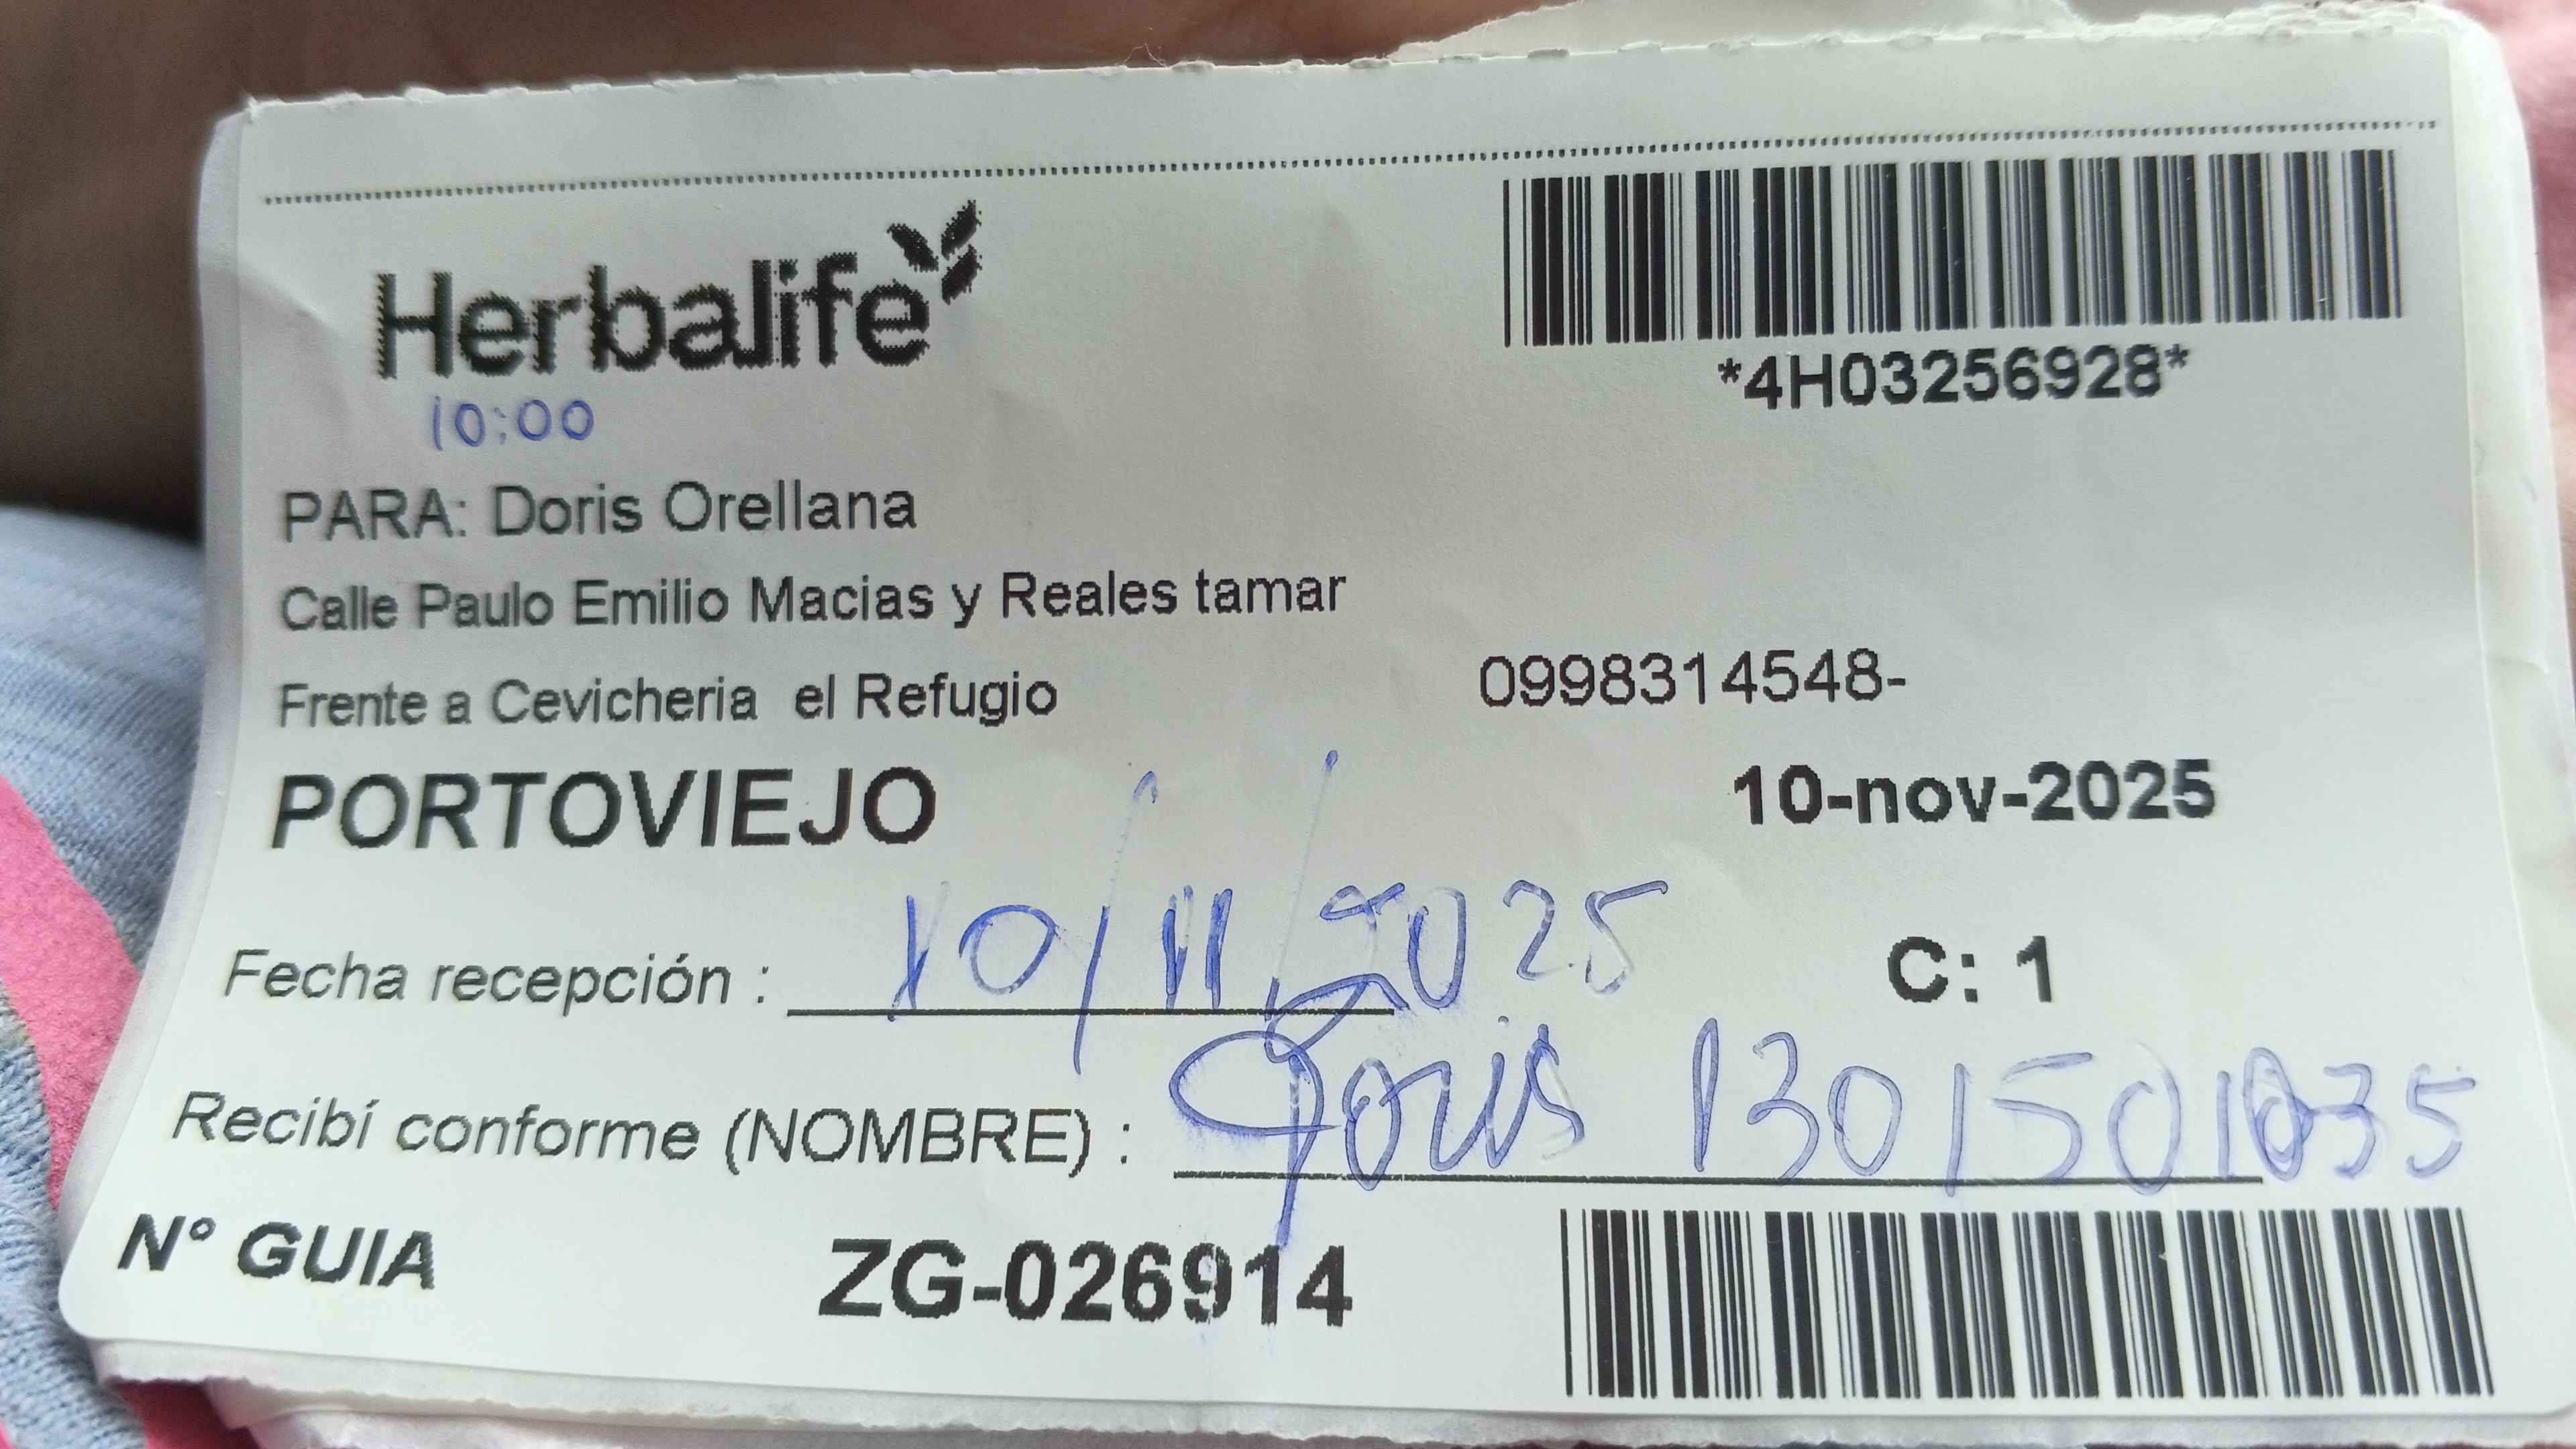 Herbalife
*4H03256928*
10:00
PARA: Doris Orellana
Calle Paulo Emilio Macias y Reales tamar
Frente a Cevicheria el Refugio
0998314548-
PORTOVIEJO
10-nov-2025
Fecha recepción : 10/11/2025
C: 1
Recibí conforme (NOMBRE) : Doris
N° GUIA ZG-026914